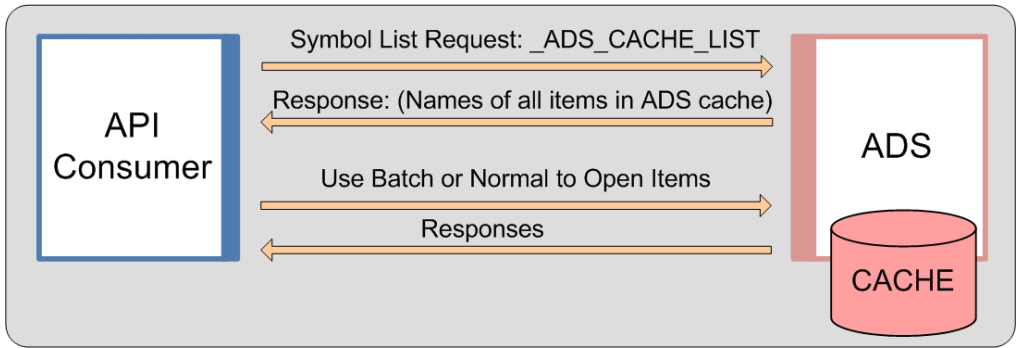 Symbol List Request: _ADS_CACHE_LIST
Response: (Names of all items in ADS cache)
API
Consumer
ADS
Use Batch or Normal to Open Items
Responses
CACHE